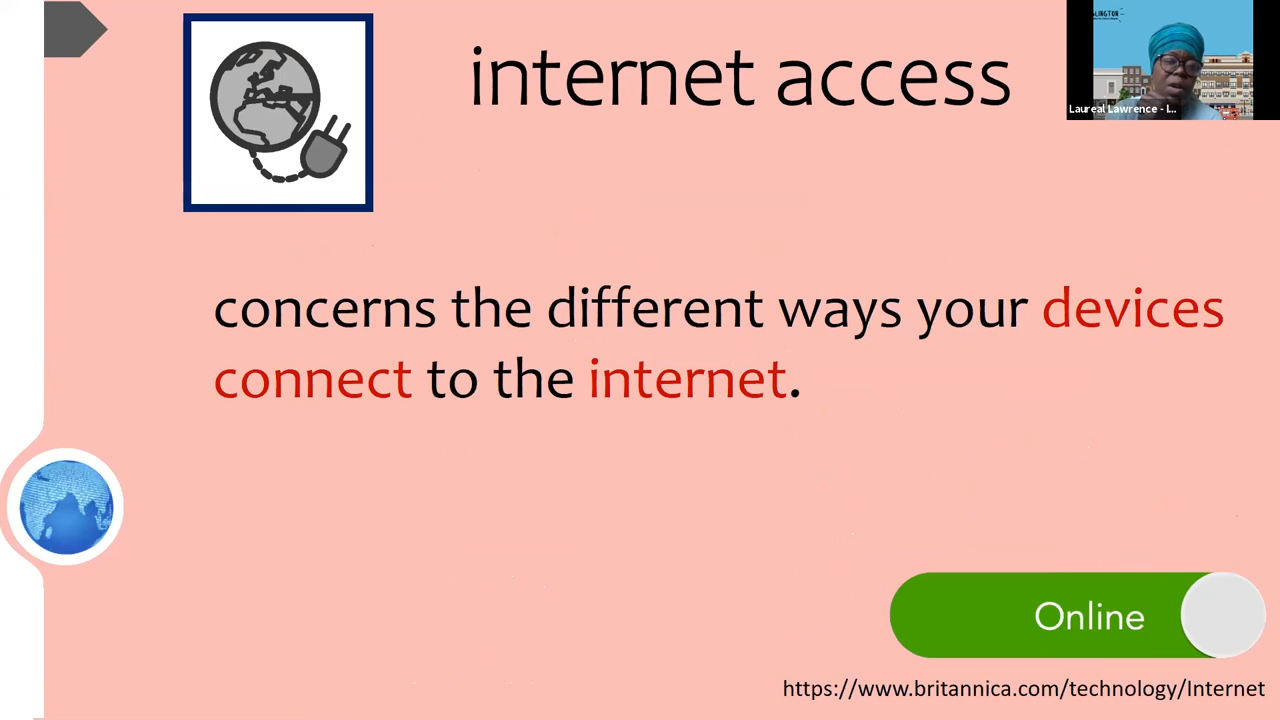 internet access
Laureal Lawrence - I...
concerns the different ways your devices
connect to the internet.
Online
https://www.britannica.com/technology/Internet